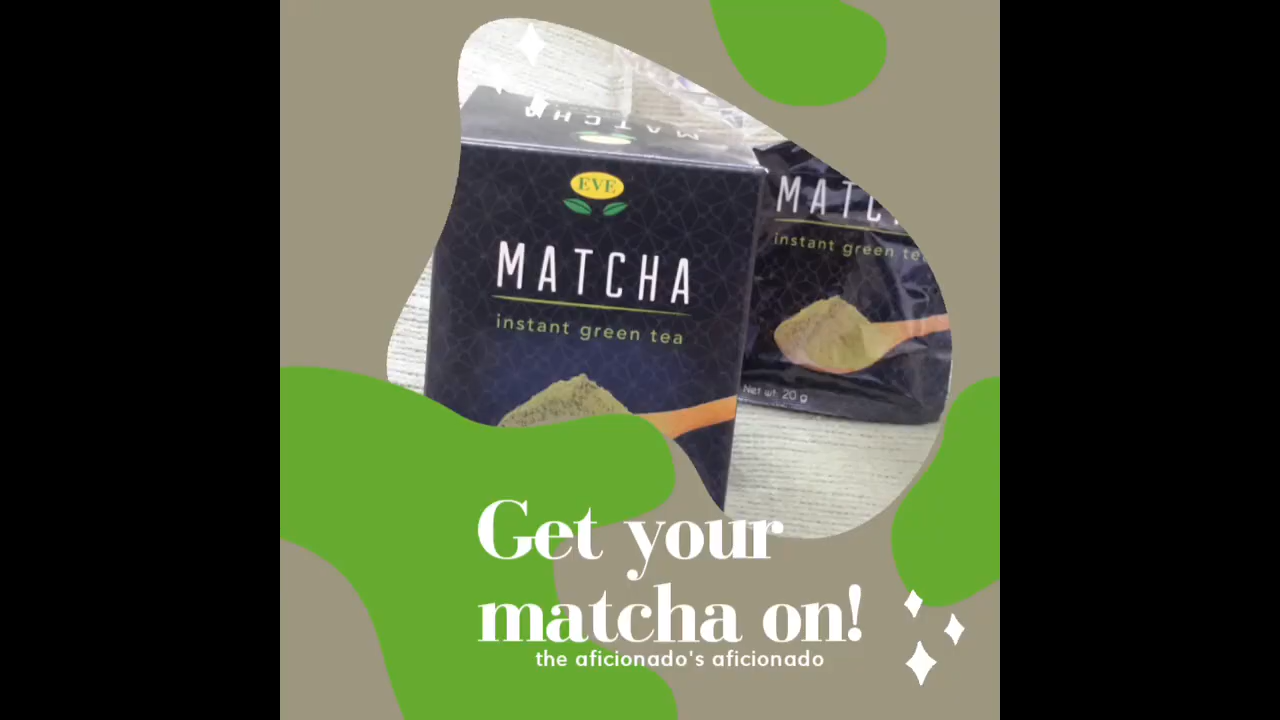 MATCHA
EVE
MATCHA
instant green tea
MATC
instant green te
Net wt. 20 g
Get your
matcha on!
the aficionado's aficionado